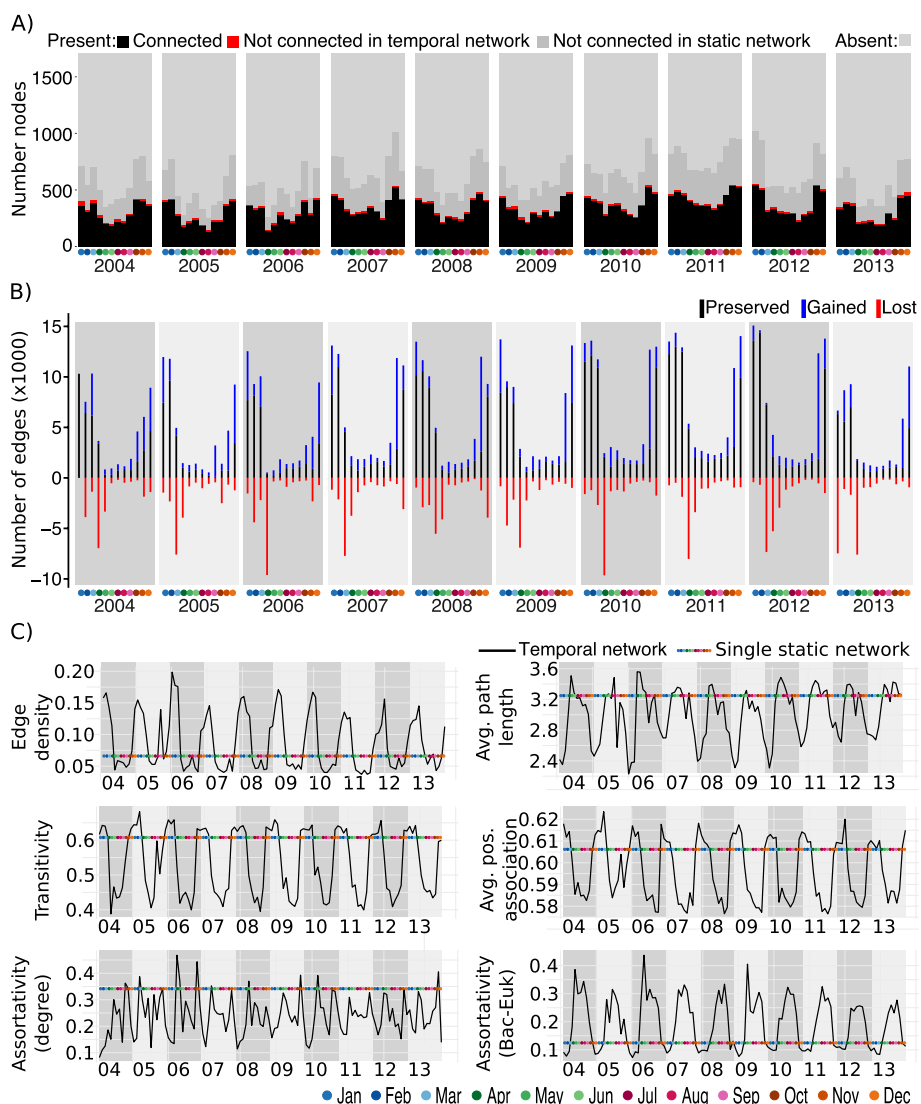 A)
Present: Connected Not connected in temporal network Not connected in static network Absent:
Number nodes
1500
1000
500
0
2004 2005 2006 2007 2008 2009 2010 2011 2012 2013
B)
Preserved Gained Lost
Number of edges (x1000)
15
10
5
0
−5
−10
2004 2005 2006 2007 2008 2009 2010 2011 2012 2013
C)
Temporal network Single static network
Edge density
0.20
0.15
0.10
0.05
04 05 06 07 08 09 10 11 12 13
Avg. path length
3.6
3.2
2.8
2.4
04 05 06 07 08 09 10 11 12 13
Transitivity
0.6
0.5
0.4
04 05 06 07 08 09 10 11 12 13
Avg. pos. association
0.62
0.61
0.60
0.59
0.58
04 05 06 07 08 09 10 11 12 13
Assortativity (degree)
0.4
0.3
0.2
0.1
04 05 06 07 08 09 10 11 12 13
Assortativity (Bac-Euk)
0.4
0.3
0.2
0.1
04 05 06 07 08 09 10 11 12 13
Jan Feb Mar Apr May Jun Jul Aug Sep Oct Nov Dec